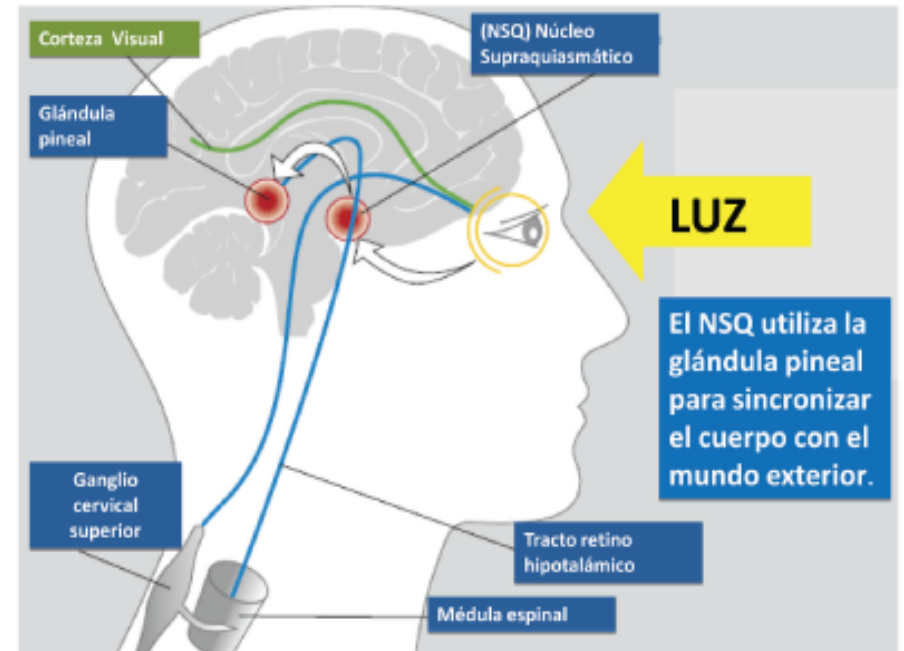 Corteza Visual
(NSQ) Núcleo
Supraquiasmático
Glándula
pineal
LUZ
El NSQ utiliza la
glándula pineal
para sincronizar
el cuerpo con el
mundo exterior.
Ganglio
cervical
superior
Tracto retino
hipotalámico
Médula espinal